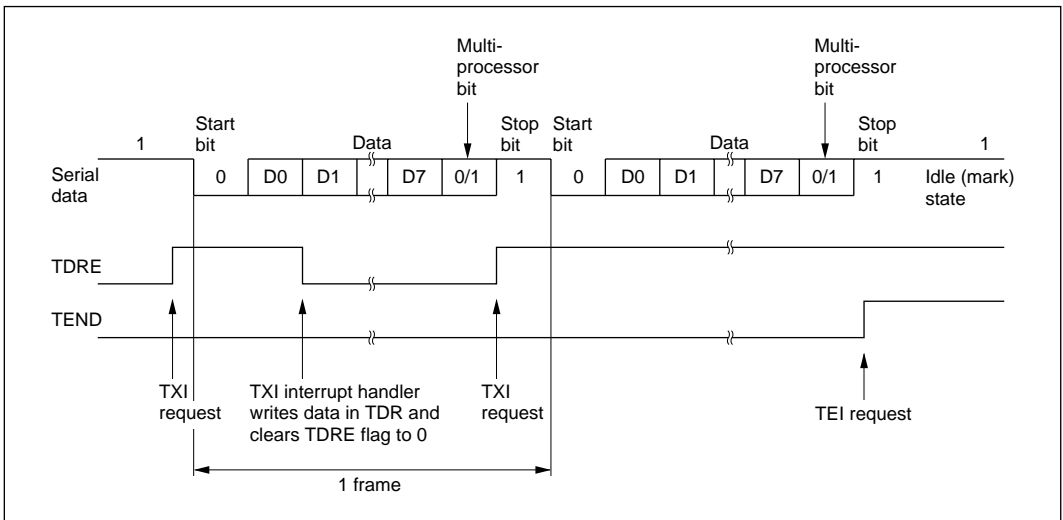 Multi-
processor
bit
Multi-
processor
bit
1
Start
bit
Data
Stop
bit
Start
bit
Data
Stop
bit
1
Serial
data
0 D0 D1 D7 0/1 1 0 D0 D1 D7 0/1 1
Idle (mark)
state
TDRE
TEND
TXI
request
TXI interrupt handler
writes data in TDR and
clears TDRE flag to 0
TXI
request
TEI request
1 frame